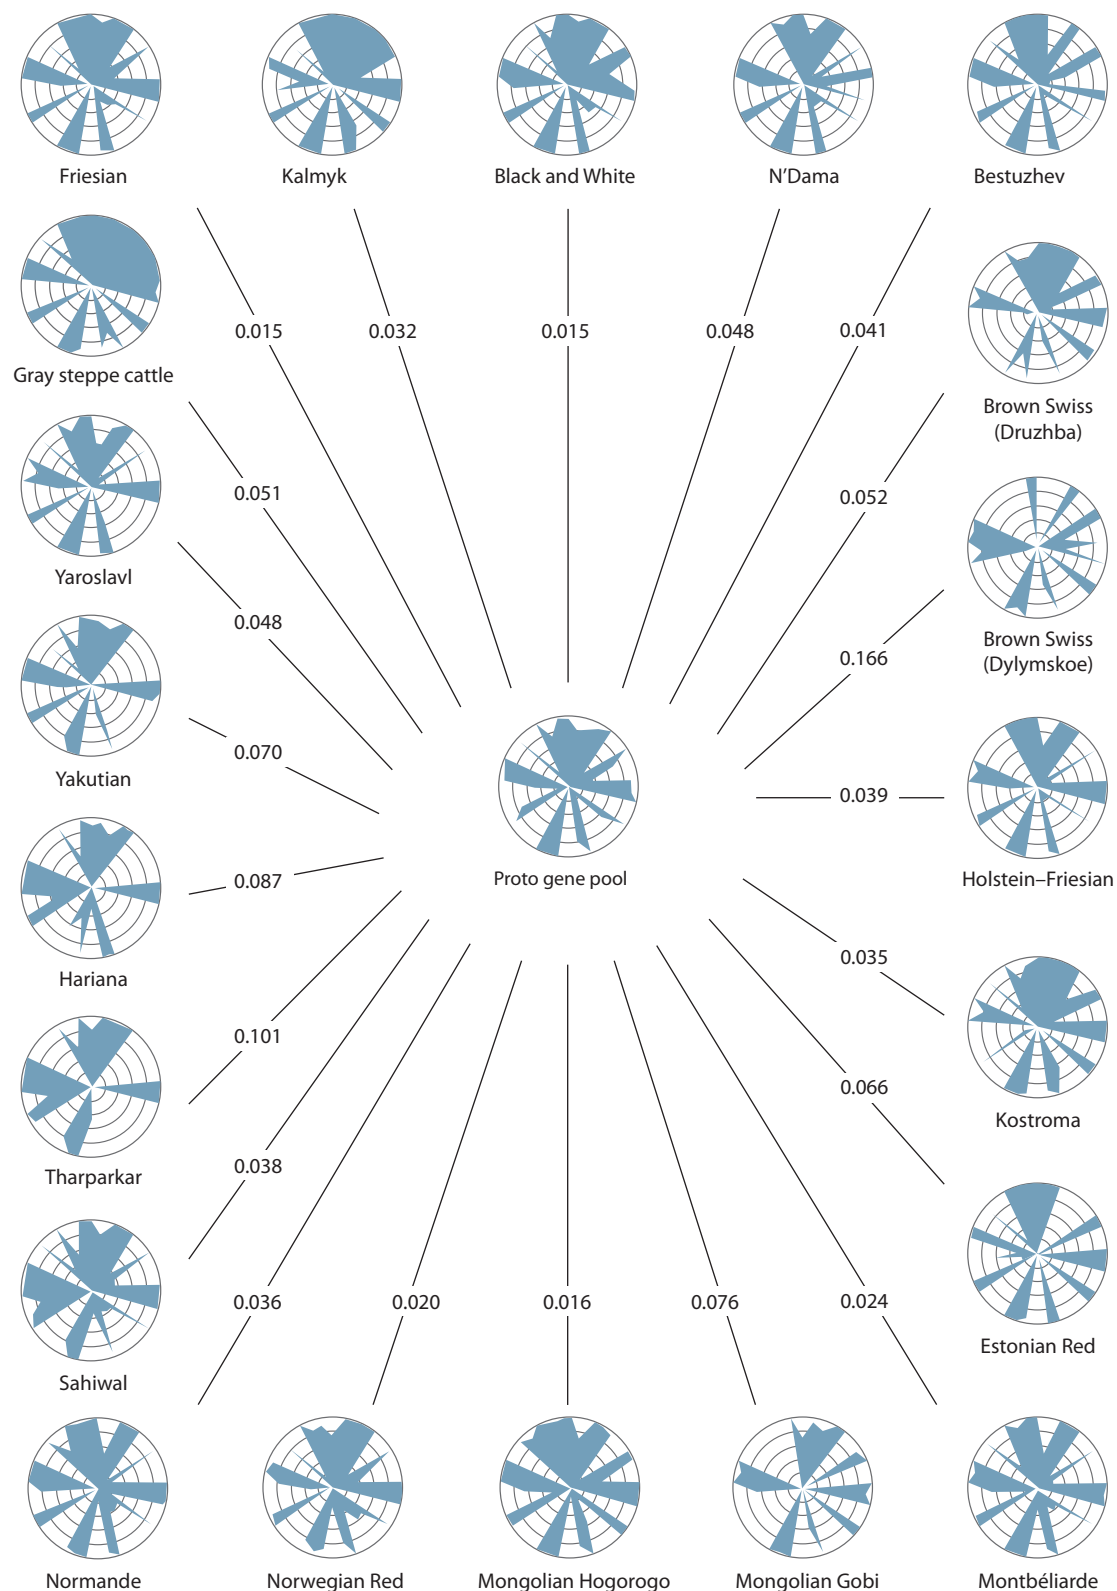 Friesian
Kalmyk
Black and White
N'Dama
Bestuzhev
0.015
0.032
0.015
0.048
0.041
Gray steppe cattle
Brown Swiss
(Druzhba)
0.051
0.052
Yaroslavl
0.048
Brown Swiss
(Dylymskoe)
0.166
0.070
Yakutian
0.039
0.087
Proto gene pool
Holstein–Friesian
Hariana
0.035
0.101
0.066
Kostroma
Tharparkar
0.038
0.036
0.020
0.016
0.076
0.024
Estonian Red
Sahiwal
Normande
Norwegian Red
Mongolian Hogorogo
Mongolian Gobi
Montbéliarde